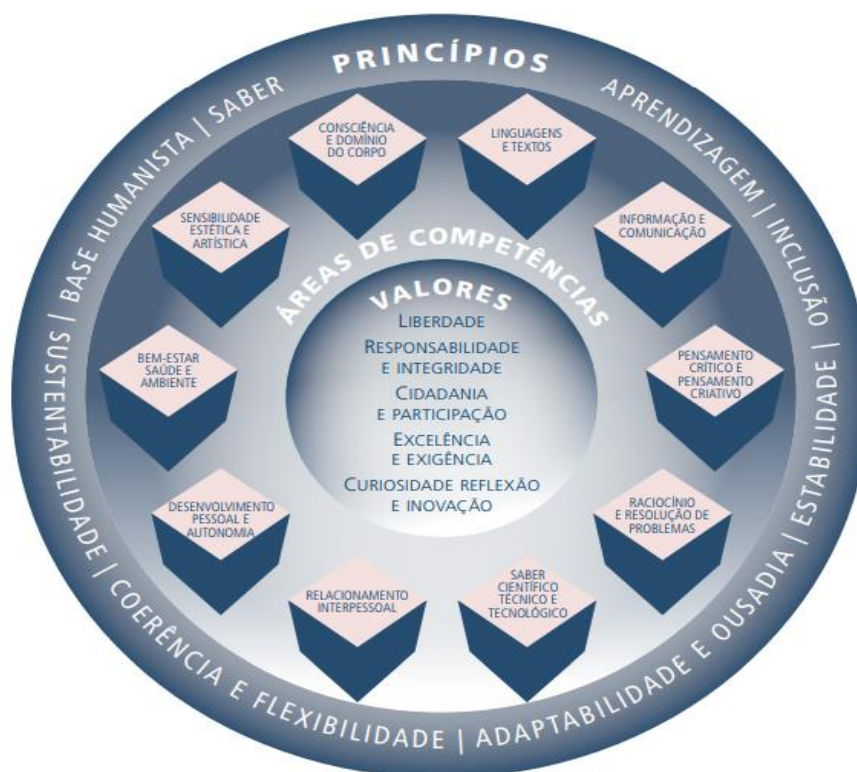 PRINCÍPIOS
BASE HUMANISTA | SABER
APRENDIZAGEM | INCLUSÃO
ESTABILIDADE |
ADAPTABILIDADE E OUSADIA |
COERÊNCIA E FLEXIBILIDADE |
SUSTENTABILIDADE |
ÁREAS DE COMPETÊNCIAS
LINGUAGENS
E TEXTOS
INFORMAÇÃO E
COMUNICAÇÃO
PENSAMENTO
CRÍTICO E
PENSAMENTO
CRIATIVO
RACIOCÍNIO
E RESOLUÇÃO DE
PROBLEMAS
SABER
CIENTÍFICO
TÉCNICO E
TECNOLÓGICO
RELACIONAMENTO
INTERPESSOAL
DESENVOLVIMENTO
PESSOAL E
AUTONOMIA
BEM-ESTAR
SAÚDE E
AMBIENTE
SENSIBILIDADE
ESTÉTICA E
ARTÍSTICA
CONSCIÊNCIA
E DOMÍNIO
DO CORPO
VALORES
LIBERDADE
RESPONSABILIDADE
E INTEGRIDADE
CIDADANIA
E PARTICIPAÇÃO
EXCELÊNCIA
E EXIGÊNCIA
CURIOSIDADE REFLEXÃO
E INOVAÇÃO